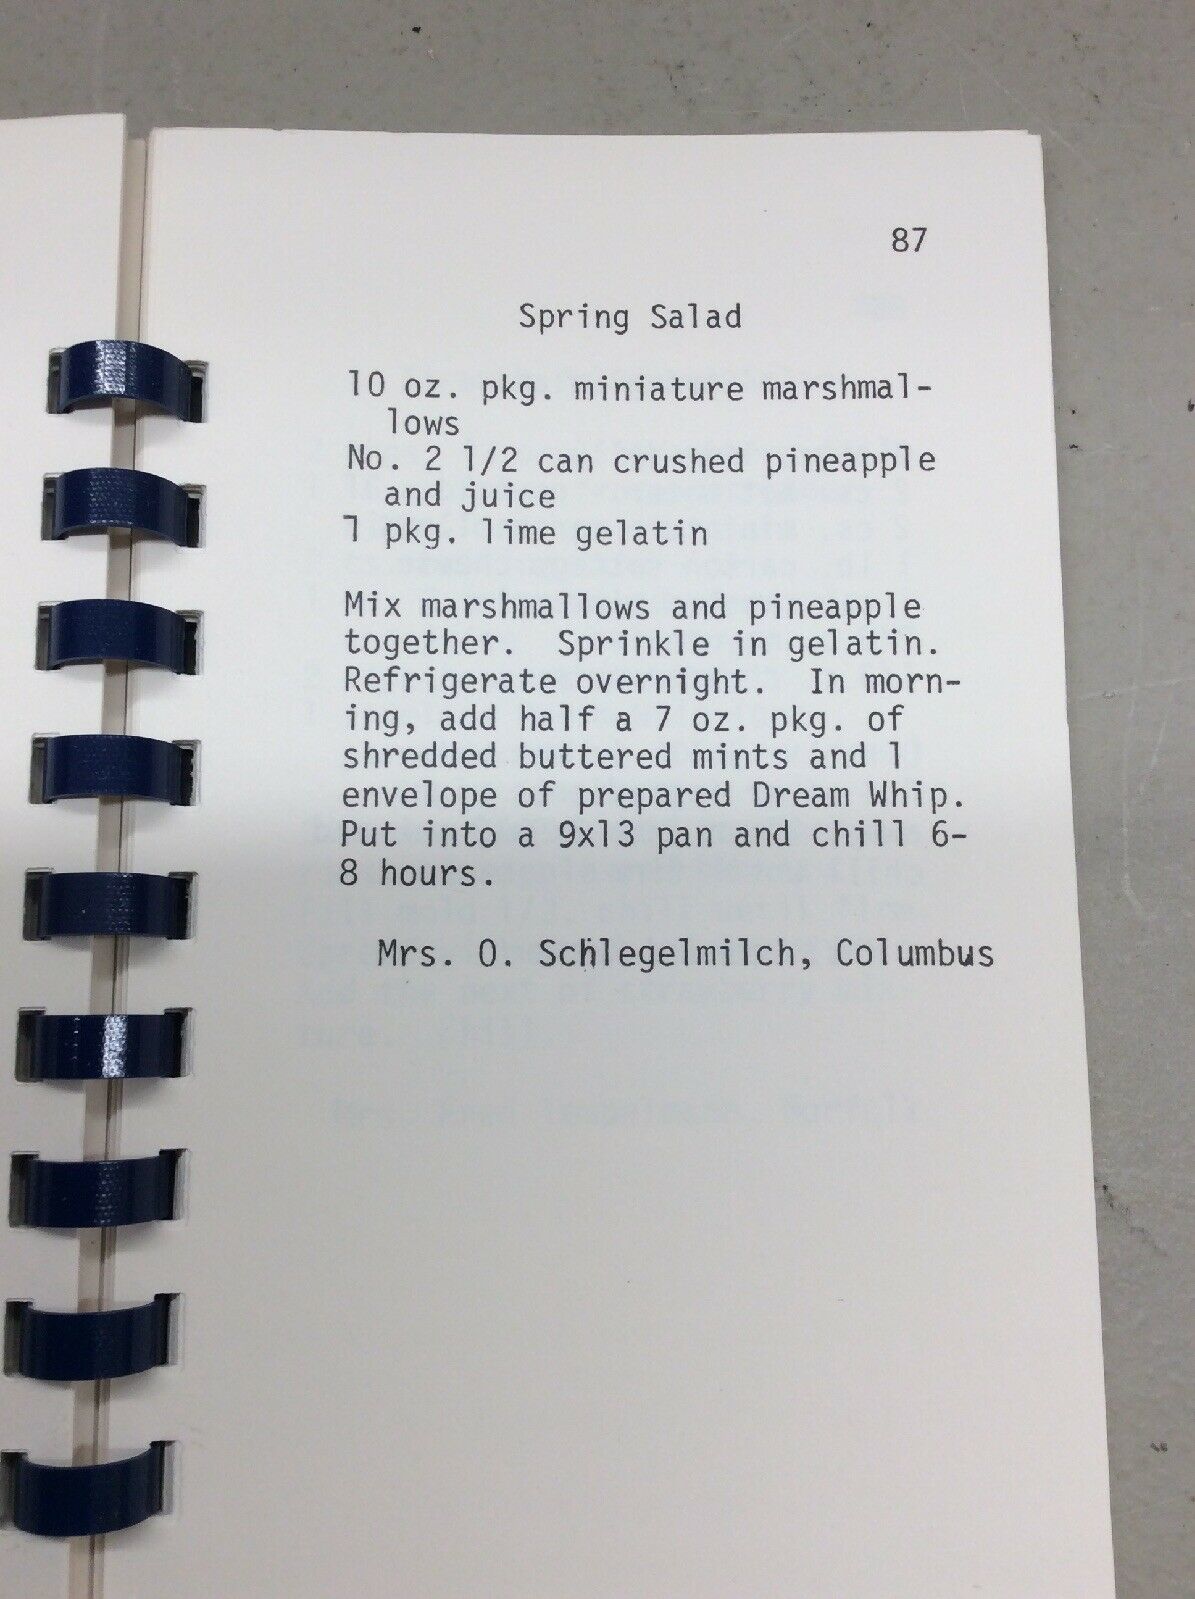 87
Spring Salad
10 oz. pkg. miniature marshmal-
lows
No. 2 1/2 can crushed pineapple
and juice
1 pkg. lime gelatin
Mix marshmallows and pineapple
together. Sprinkle in gelatin.
Refrigerate overnight. In morn-
ing, add half a 7 oz. pkg. of
shredded buttered mints and 1
envelope of prepared Dream Whip.
Put into a 9x13 pan and chill 6-
8 hours.
Mrs. O. Schlegelmilch, Columbus